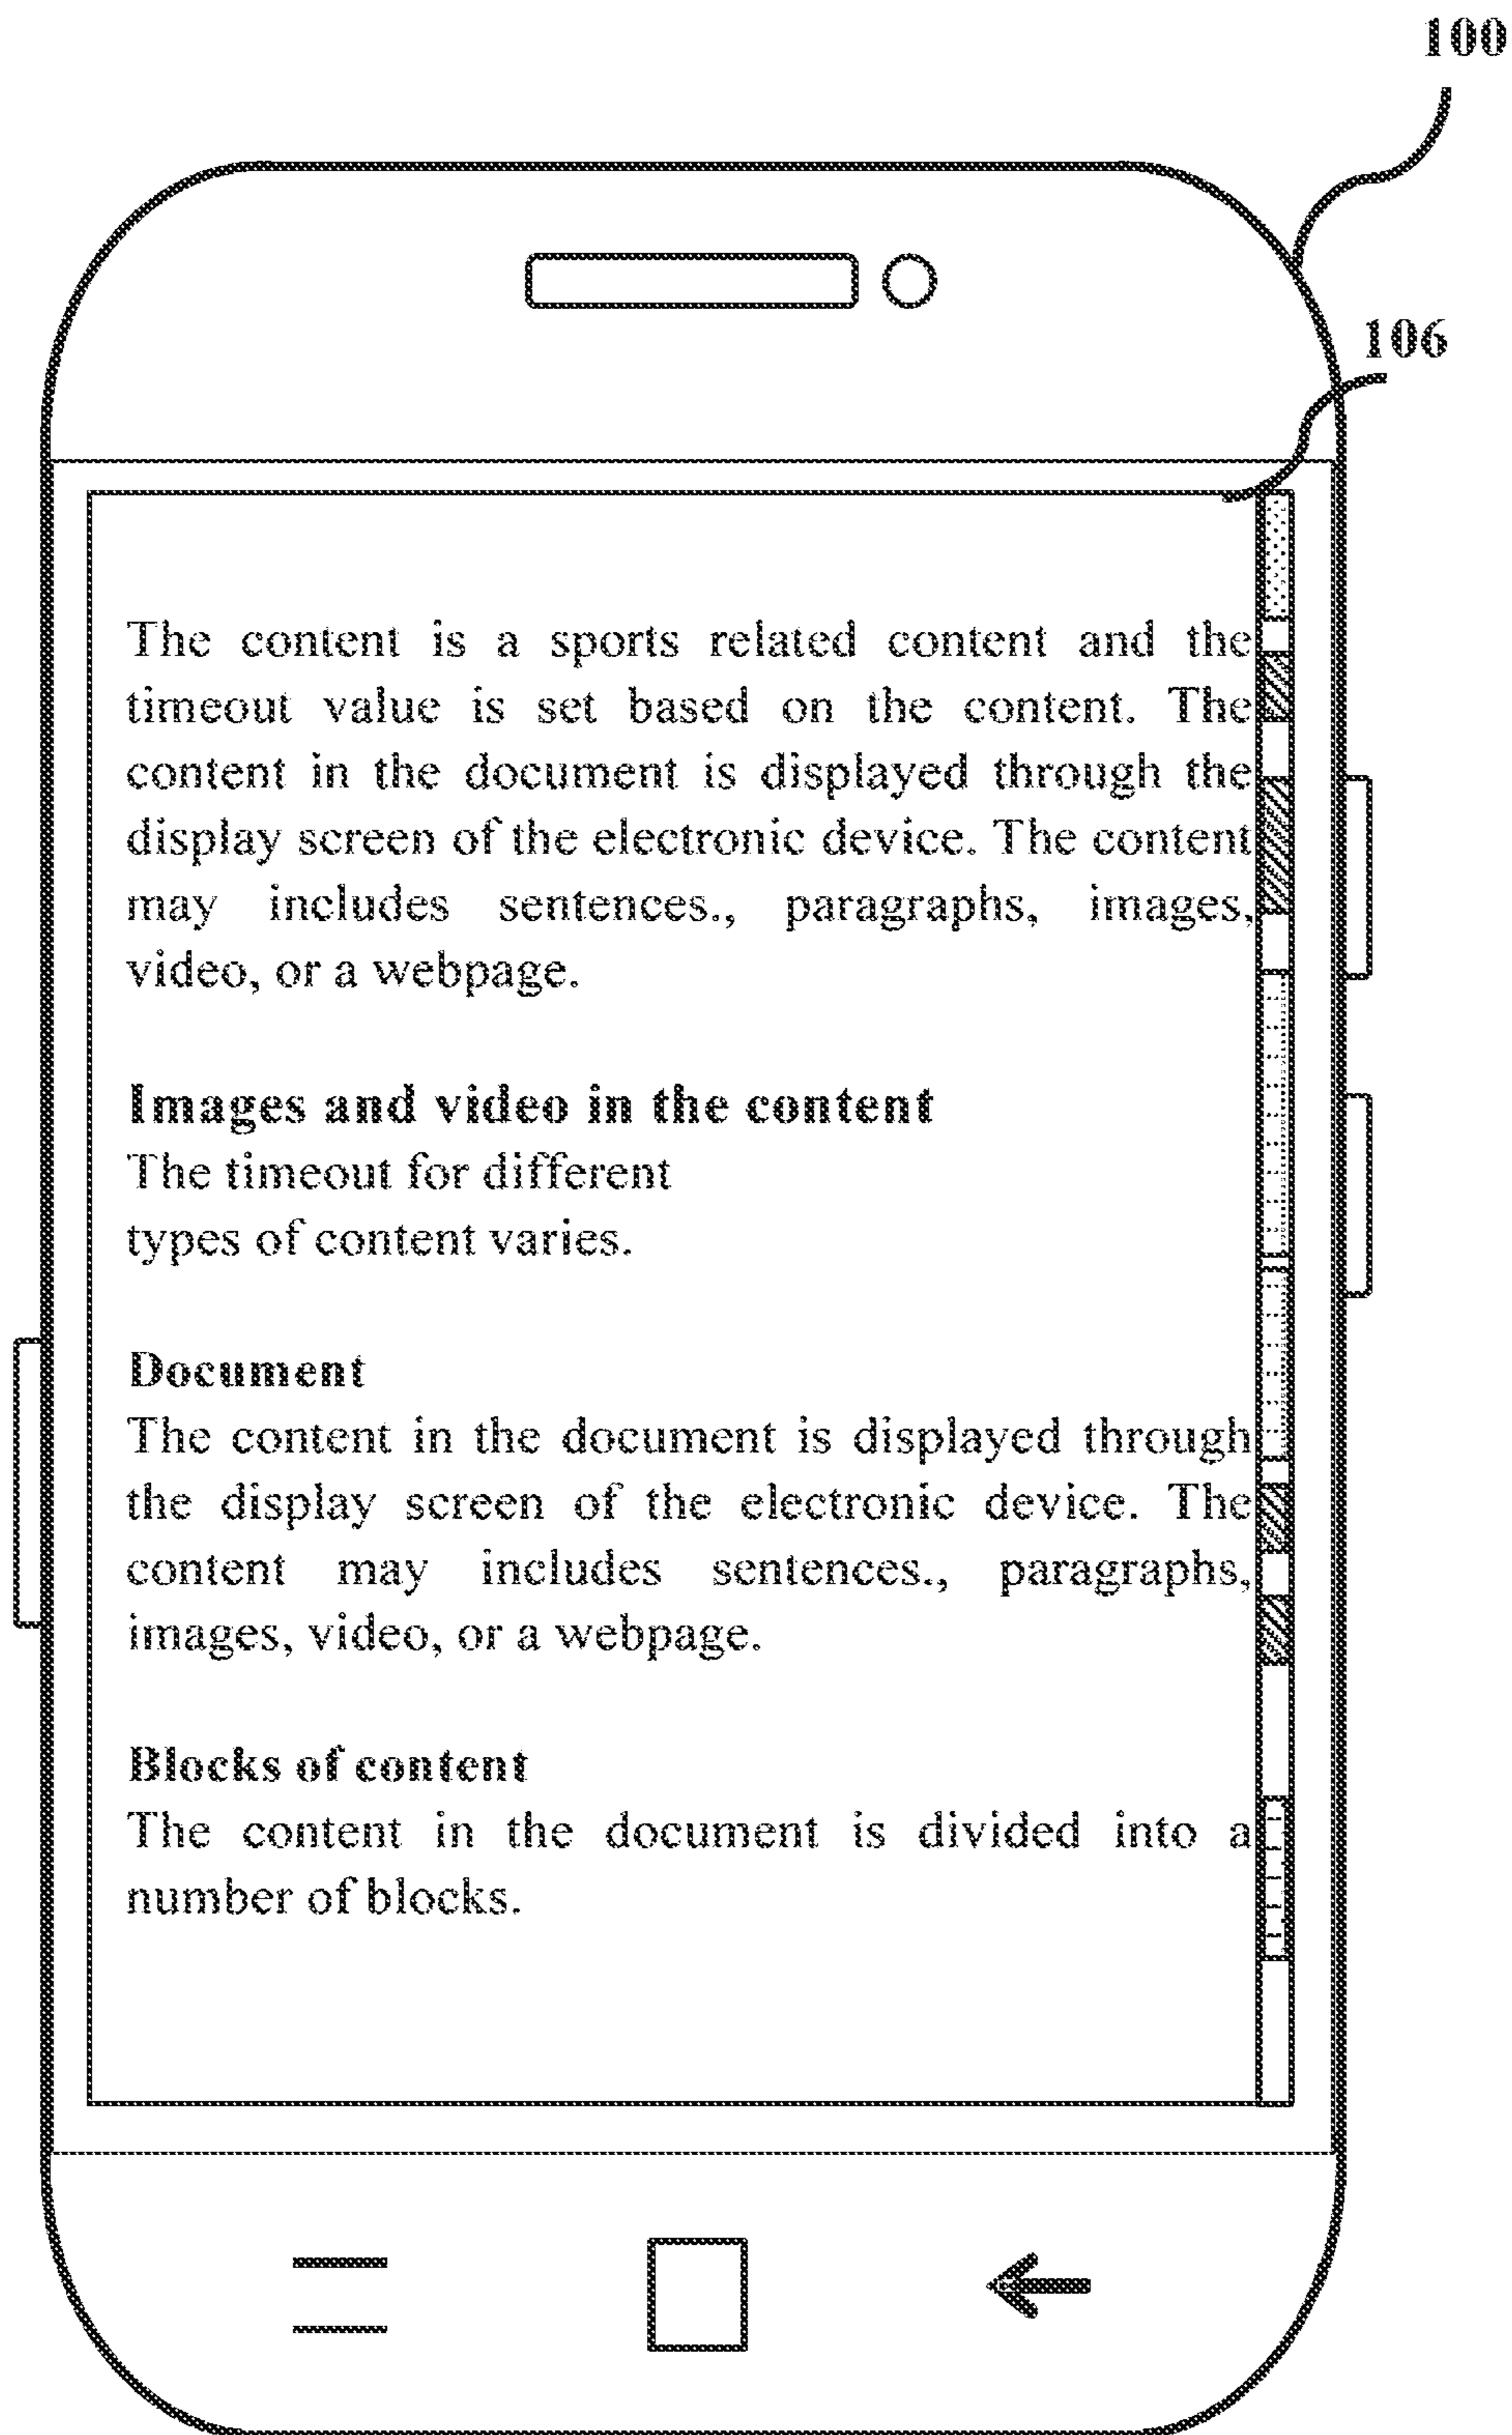 100
106
The content is a sports related content and the
timeout value is set based on the content. The
content in the document is displayed through the
display screen of the electronic device. The content
may includes sentences., paragraphs, images,
video, or a webpage.
Images and video in the content
The timeout for different
types of content varies.
Document
The content in the document is displayed through
the display screen of the electronic device. The
content may includes sentences., paragraphs,
images, video, or a webpage.
Blocks of content
The content in the document is divided into a
number of blocks.